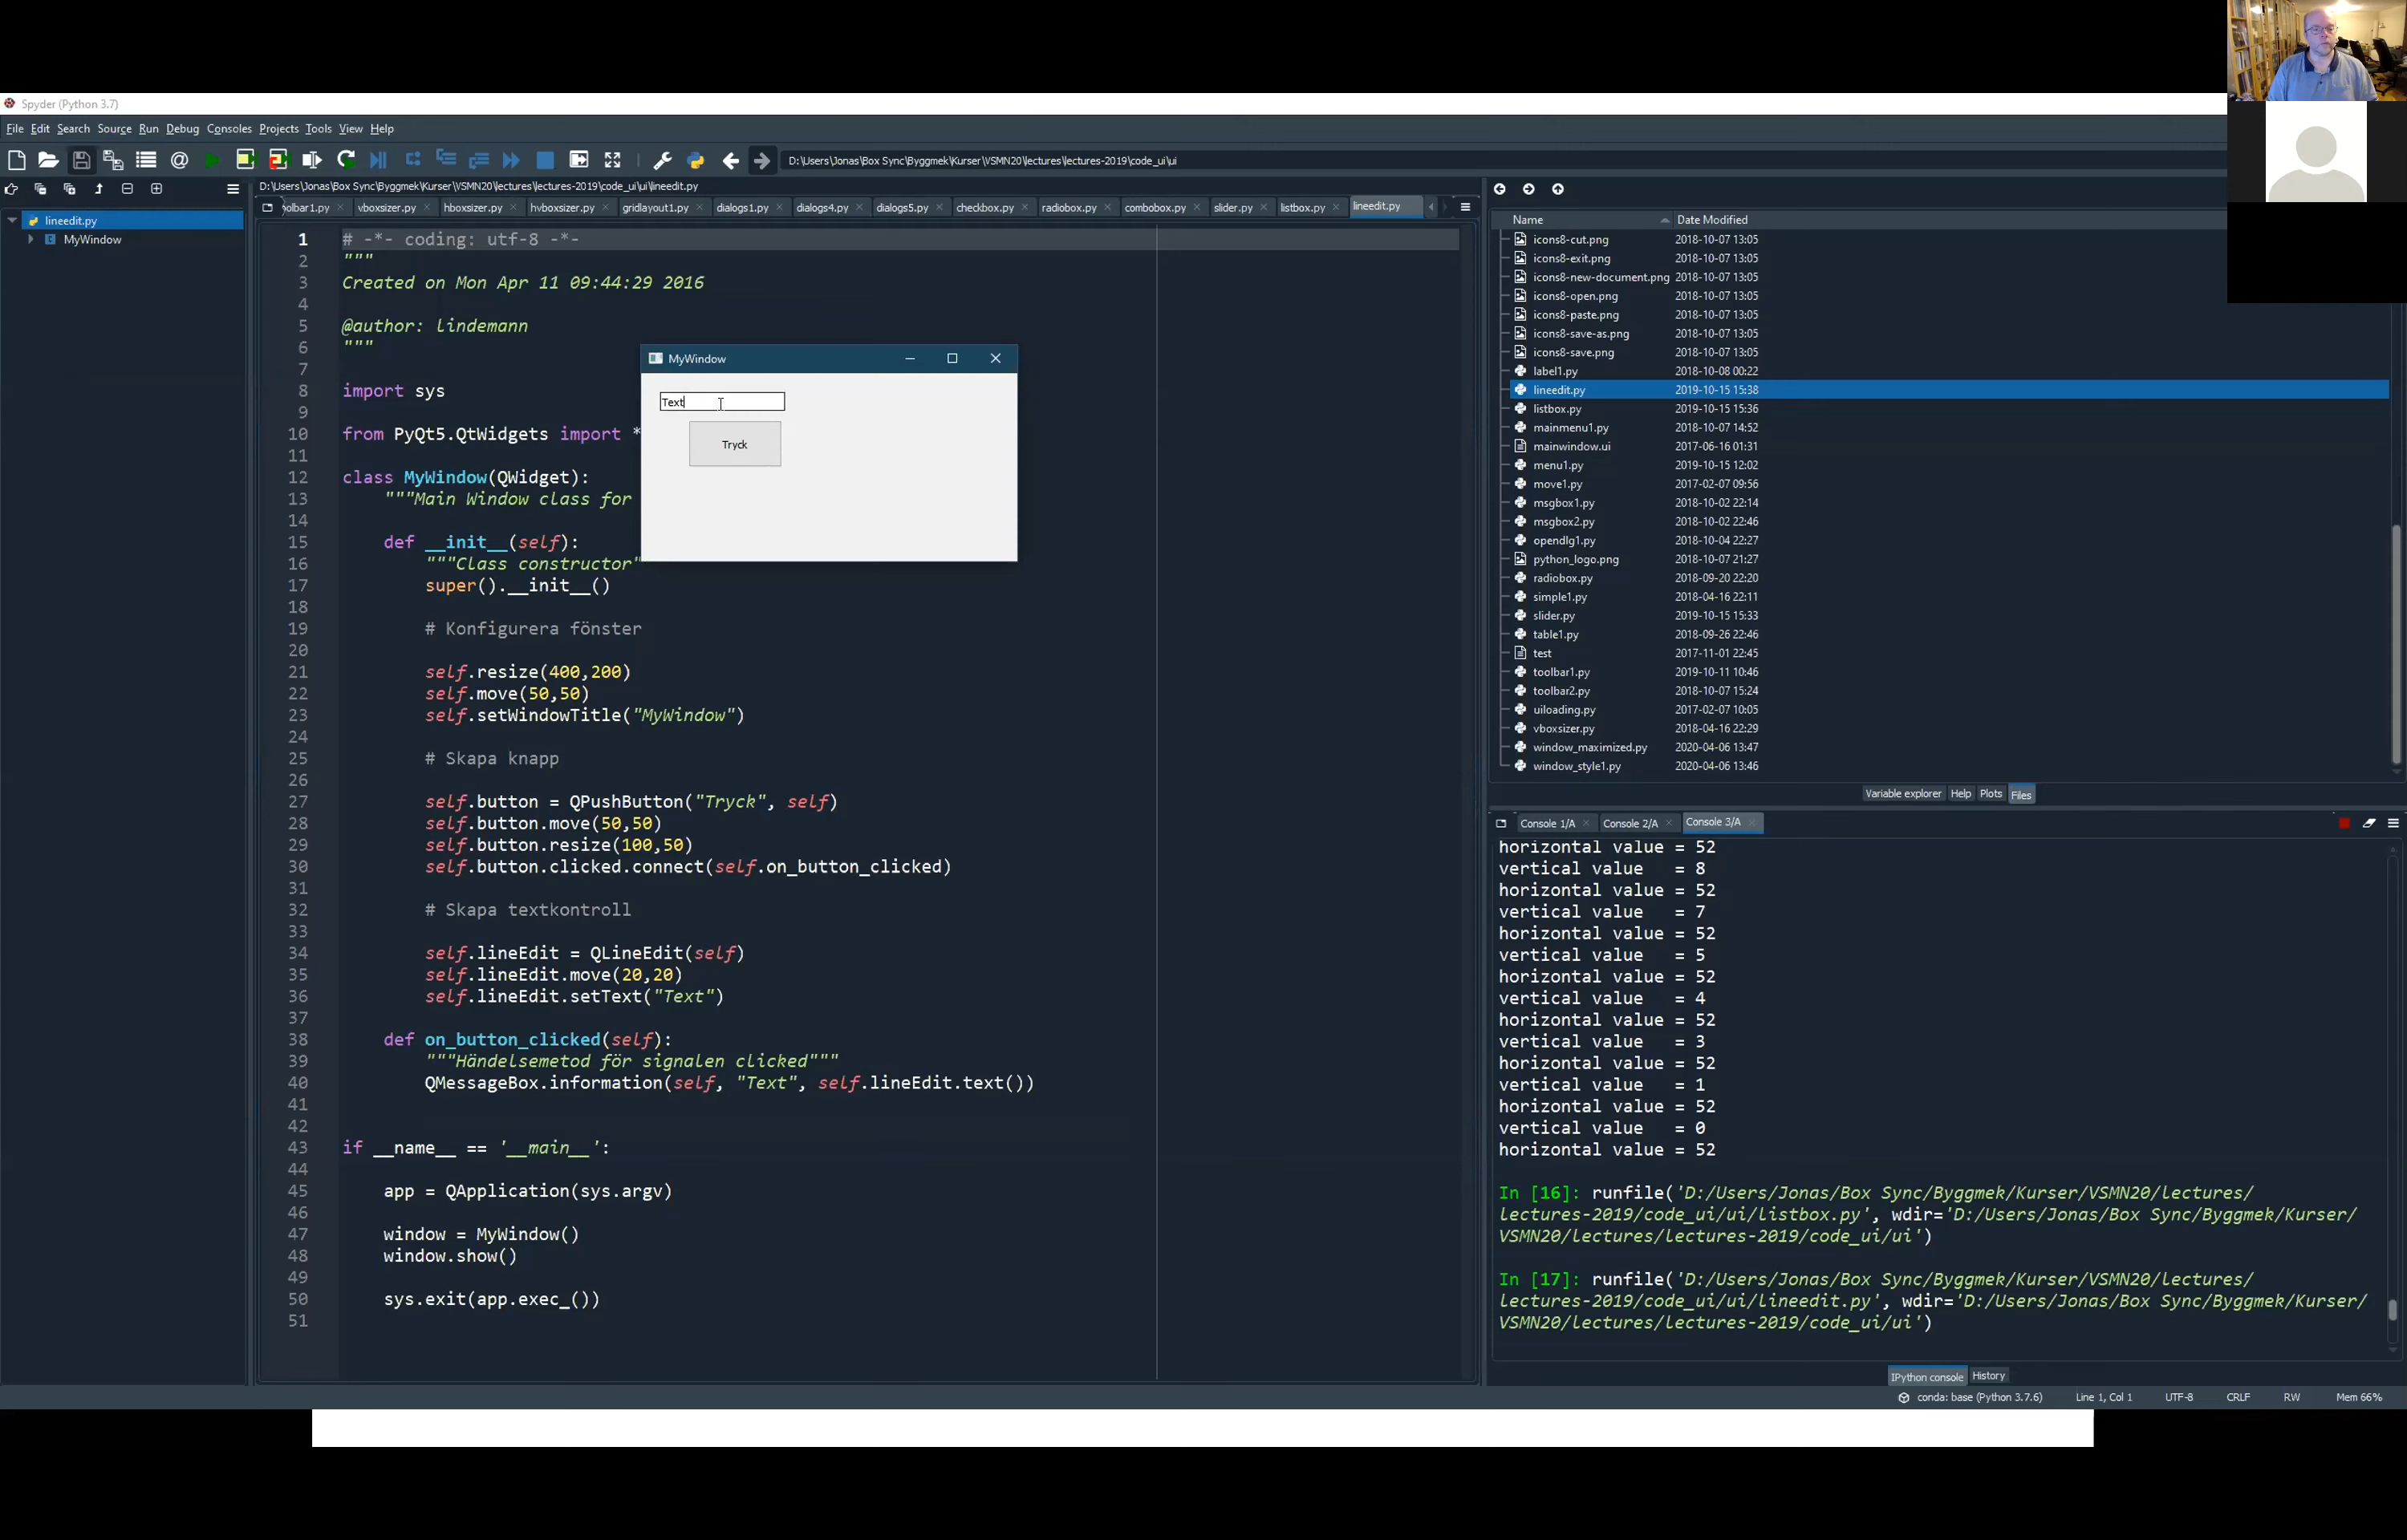 Spyder (Python 3.7)
File Edit Search Source Run Debug Consoles Projects Tools View Help
D:\Users\Jonas\Box Sync\Byggmek\Kurser\VSMN20\lectures\lectures-2019\code_ui\ui
D:\Users\Jonas\Box Sync\Byggmek\Kurser\VSMN20\lectures\lectures-2019\code_ui\ui\lineedit.py
lineedit.py
MyWindow
olbar1.py vboxsizer.py hboxsizer.py hvboxsizer.py gridlayout1.py dialogs1.py dialogs4.py dialogs5.py checkbox.py radiobox.py combobox.py slider.py listbox.py lineedit.py
1 # -*- coding: utf-8 -*-
2 """
3 Created on Mon Apr 11 09:44:29 2016
4
5 @author: lindemann
6 """
7
8 import sys
9
10 from PyQt5.QtWidgets import *
11
12 class MyWindow(QWidget):
13 """Main Window class for
14
15 def __init__(self):
16 """Class constructor"
17 super().__init__()
18
19 # Konfigurera fönster
20
21 self.resize(400,200)
22 self.move(50,50)
23 self.setWindowTitle("MyWindow")
24
25 # Skapa knapp
26
27 self.button = QPushButton("Tryck", self)
28 self.button.move(50,50)
29 self.button.resize(100,50)
30 self.button.clicked.connect(self.on_button_clicked)
31
32 # Skapa textkontroll
33
34 self.lineEdit = QLineEdit(self)
35 self.lineEdit.move(20,20)
36 self.lineEdit.setText("Text")
37
38 def on_button_clicked(self):
39 """Händelsemetod för signalen clicked"""
40 QMessageBox.information(self, "Text", self.lineEdit.text())
41
42
43 if __name__ == '__main__':
44
45 app = QApplication(sys.argv)
46
47 window = MyWindow()
48 window.show()
49
50 sys.exit(app.exec_())
51
MyWindow
Text
Tryck
Name Date Modified
icons8-cut.png 2018-10-07 13:05
icons8-exit.png 2018-10-07 13:05
icons8-new-document.png 2018-10-07 13:05
icons8-open.png 2018-10-07 13:05
icons8-paste.png 2018-10-07 13:05
icons8-save-as.png 2018-10-07 13:05
icons8-save.png 2018-10-07 13:05
label1.py 2018-10-08 00:22
lineedit.py 2019-10-15 15:38
listbox.py 2019-10-15 15:36
mainmenu1.py 2018-10-07 14:52
mainwindow.ui 2017-06-16 01:31
menu1.py 2019-10-15 12:02
move1.py 2017-02-07 09:56
msgbox1.py 2018-10-02 22:14
msgbox2.py 2018-10-02 22:46
opendlg1.py 2018-10-04 22:27
python_logo.png 2018-10-07 21:27
radiobox.py 2018-09-20 22:20
simple1.py 2018-04-16 22:11
slider.py 2019-10-15 15:33
table1.py 2018-09-26 22:46
test 2017-11-01 22:45
toolbar1.py 2019-10-11 10:46
toolbar2.py 2018-10-07 15:24
uiloading.py 2017-02-07 10:05
vboxsizer.py 2018-04-16 22:29
window_maximized.py 2020-04-06 13:47
window_style1.py 2020-04-06 13:46
Variable explorer Help Plots Files
Console 1/A Console 2/A Console 3/A
horizontal value = 52
vertical value = 8
horizontal value = 52
vertical value = 7
horizontal value = 52
vertical value = 5
horizontal value = 52
vertical value = 4
horizontal value = 52
vertical value = 3
horizontal value = 52
vertical value = 1
horizontal value = 52
vertical value = 0
horizontal value = 52
In [16]: runfile('D:/Users/Jonas/Box Sync/Byggmek/Kurser/VSMN20/lectures/
lectures-2019/code_ui/ui/listbox.py', wdir='D:/Users/Jonas/Box Sync/Byggmek/Kurser/
VSMN20/lectures/lectures-2019/code_ui/ui')
In [17]: runfile('D:/Users/Jonas/Box Sync/Byggmek/Kurser/VSMN20/lectures/
lectures-2019/code_ui/ui/lineedit.py', wdir='D:/Users/Jonas/Box Sync/Byggmek/Kurser/
VSMN20/lectures/lectures-2019/code_ui/ui')
IPython console History
conda: base (Python 3.7.6) Line 1, Col 1 UTF-8 CRLF RW Mem 66%